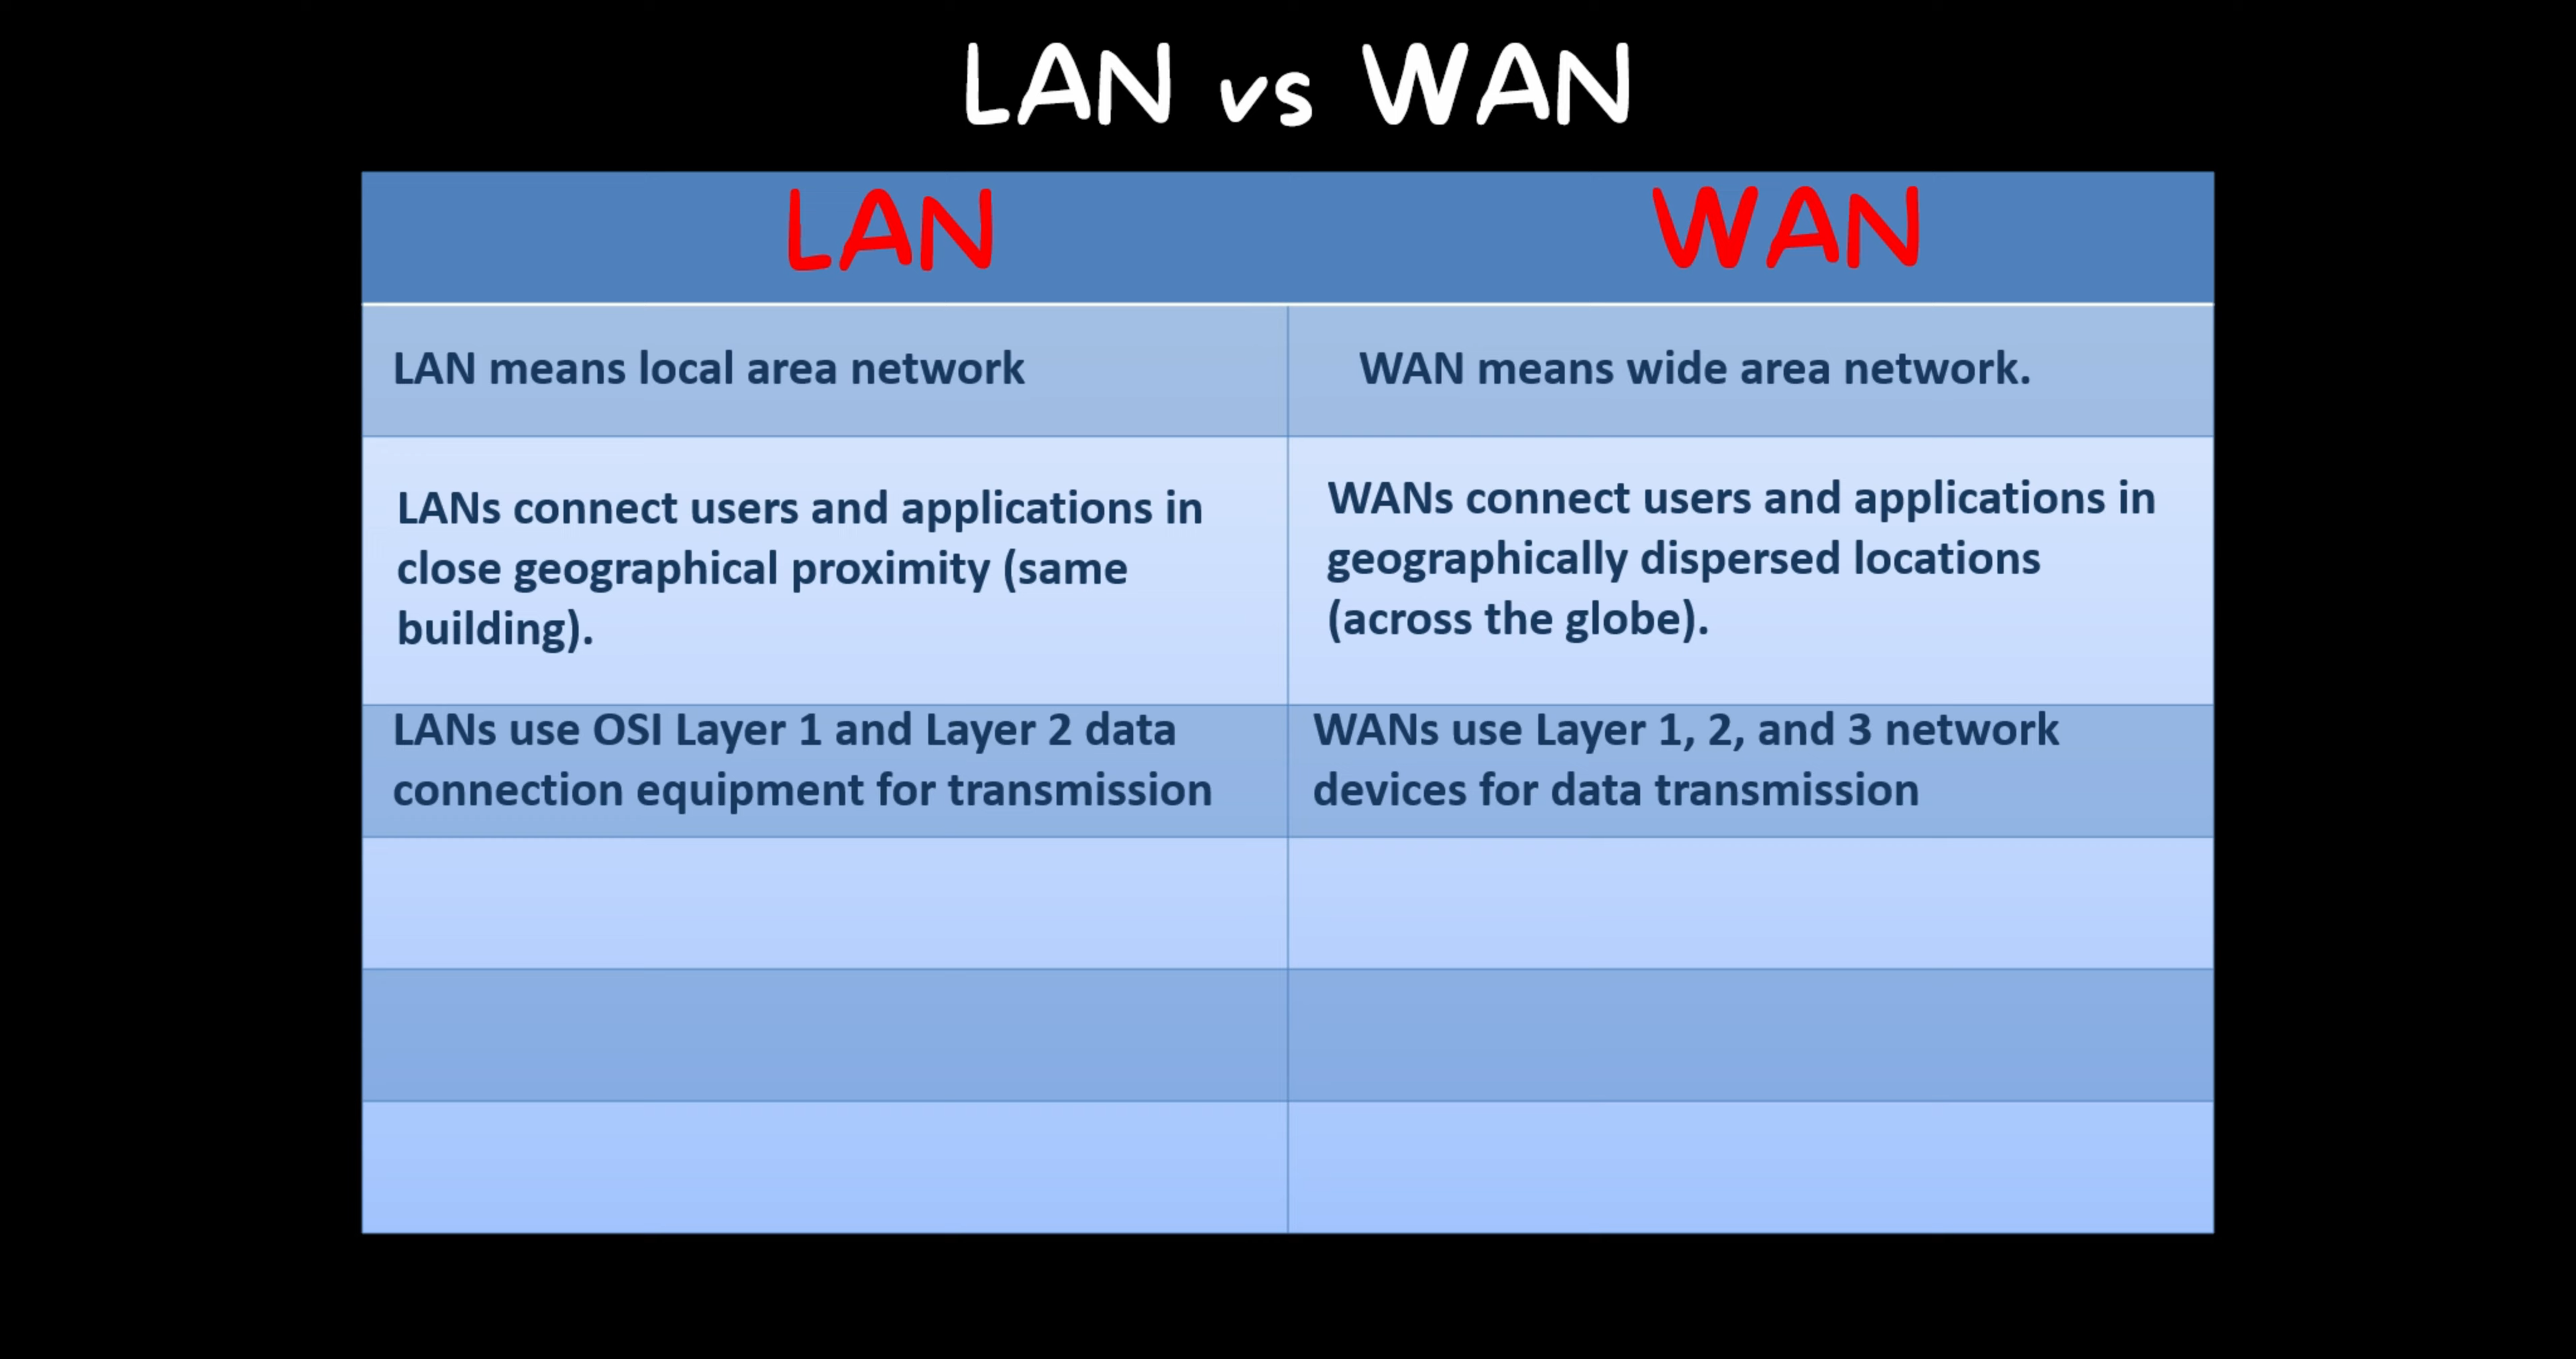 LAN vs WAN
LAN
WAN
LAN means local area network
WAN means wide area network.
LANs connect users and applications in
close geographical proximity (same
building).
WANs connect users and applications in
geographically dispersed locations
(across the globe).
LANs use OSI Layer 1 and Layer 2 data
connection equipment for transmission
WANs use Layer 1, 2, and 3 network
devices for data transmission